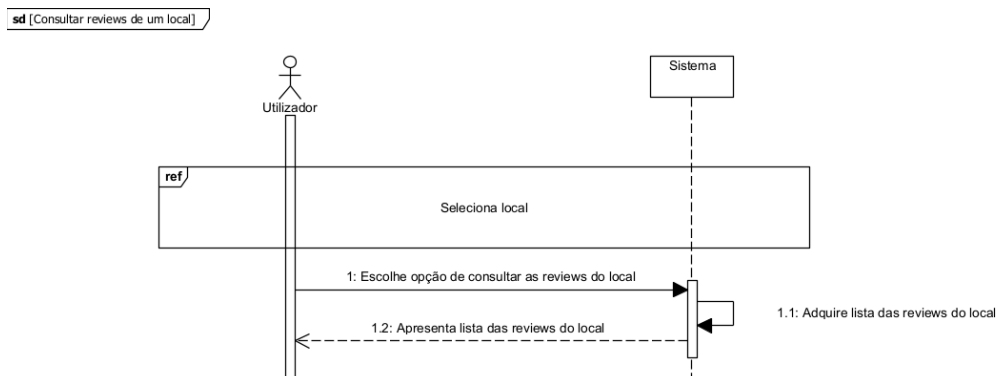 sd [Consultar reviews de um local]
Sistema
Utilizador
ref
Seleciona local
1: Escolhe opção de consultar as reviews do local
1.1: Adquire lista das reviews do local
1.2: Apresenta lista das reviews do local